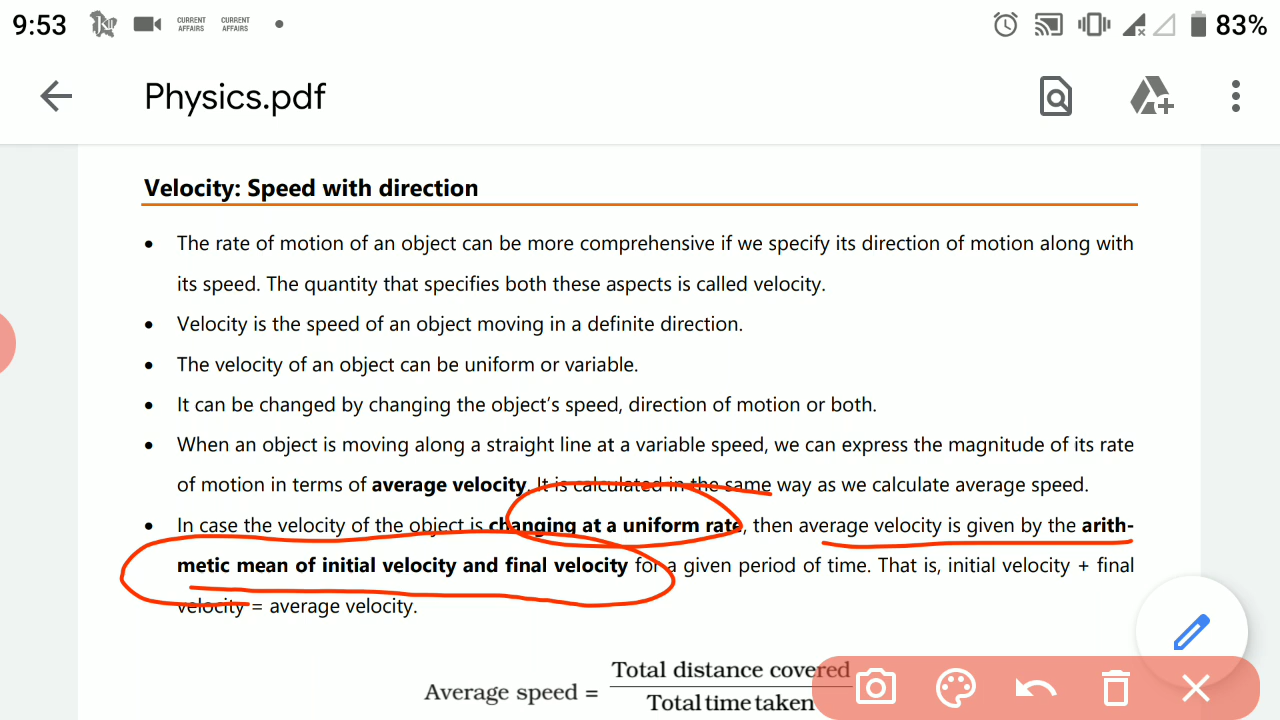 9:53
CURRENT AFFAIRS
CURRENT AFFAIRS
83%
Physics.pdf
Velocity: Speed with direction
• The rate of motion of an object can be more comprehensive if we specify its direction of motion along with
its speed. The quantity that specifies both these aspects is called velocity.
• Velocity is the speed of an object moving in a definite direction.
• The velocity of an object can be uniform or variable.
• It can be changed by changing the object's speed, direction of motion or both.
• When an object is moving along a straight line at a variable speed, we can express the magnitude of its rate
of motion in terms of average velocity. It is calculated in the same way as we calculate average speed.
• In case the velocity of the object is changing at a uniform rate, then average velocity is given by the arith-
metic mean of initial velocity and final velocity for a given period of time. That is, initial velocity + final
velocity = average velocity.
Average speed = Total distance covered
Total time taken